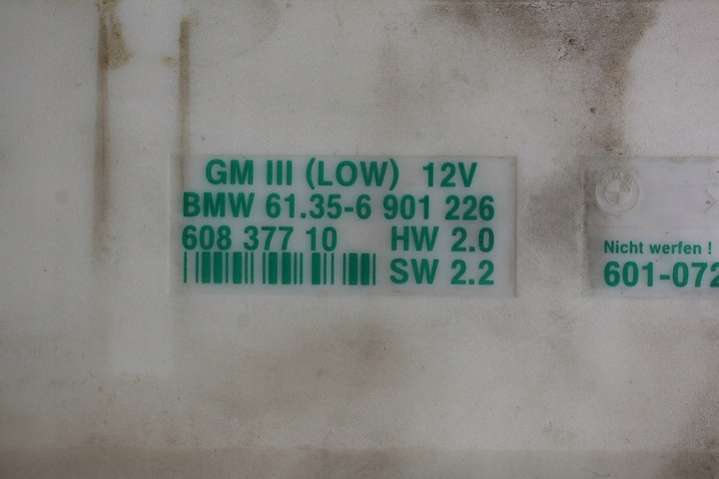 GM III (LOW) 12V
BMW 61.35-6 901 226
608 377 10 HW 2.0
SW 2.2
Nicht werfen !
601-072